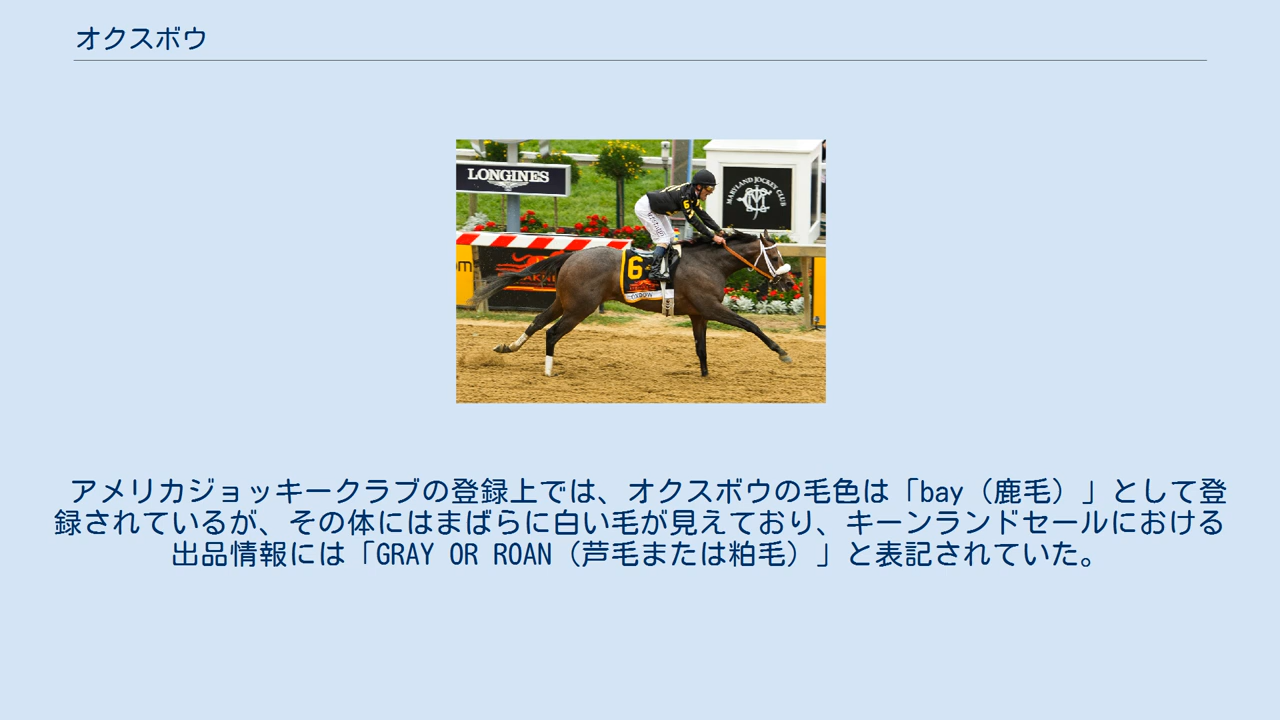 オクスボウ
LONGINES
MARYLAND JOCKEY CLUB
6
6
アメリカジョッキークラブの登録上では、オクスボウの毛色は「bay（鹿毛）」として登
録されているが、その体にはまばらに白い毛が見えており、キーンランドセールにおける
出品情報には「GRAY OR ROAN（芦毛または粕毛）」と表記されていた。